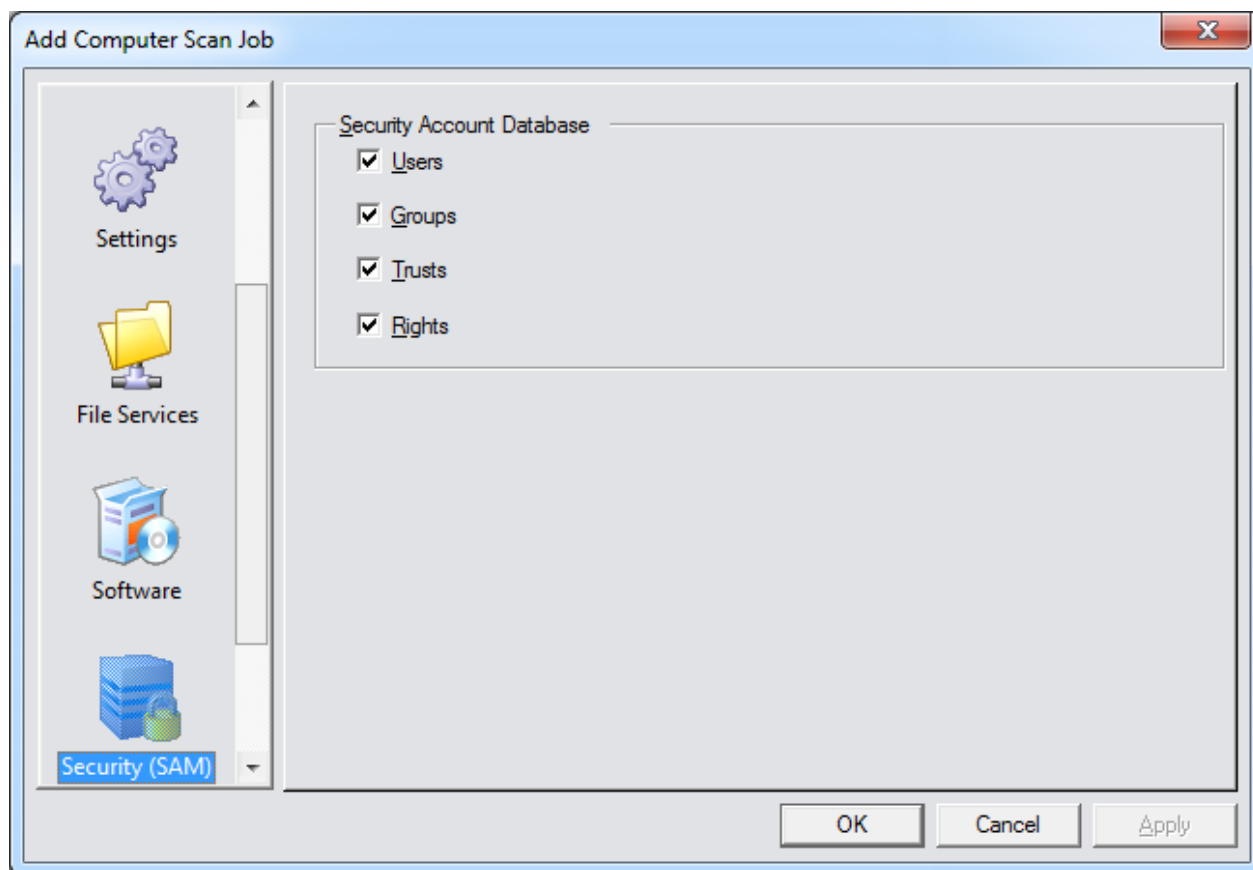 Add Computer Scan Job
Settings
File Services
Software
Security (SAM)
Security Account Database
Users
Groups
Trusts
Rights
OK Cancel Apply